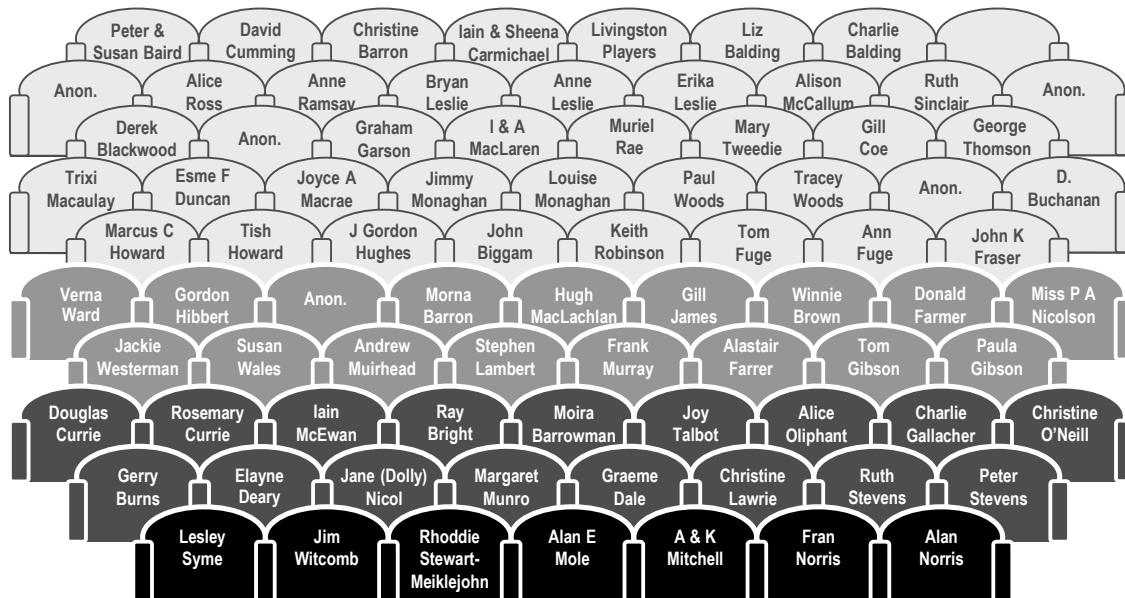 Peter &
Susan Baird
David
Cumming
Christine
Barron
Iain & Sheena
Carmichael
Livingston
Players
Liz
Balding
Charlie
Balding
Anon.
Alice
Ross
Anne
Ramsay
Bryan
Leslie
Anne
Leslie
Erika
Leslie
Alison
McCallum
Ruth
Sinclair
Anon.
Derek
Blackwood
Anon.
Graham
Garson
I & A
MacLaren
Muriel
Rae
Mary
Tweedie
Gill
Coe
George
Thomson
Trixi
Macaulay
Esme F
Duncan
Joyce A
Macrae
Jimmy
Monaghan
Louise
Monaghan
Paul
Woods
Tracey
Woods
Anon.
D.
Buchanan
Marcus C
Howard
Tish
Howard
J Gordon
Hughes
John
Biggam
Keith
Robinson
Tom
Fuge
Ann
Fuge
John K
Fraser
Verna
Ward
Gordon
Hibbert
Anon.
Morna
Barron
Hugh
MacLachlan
Gill
James
Winnie
Brown
Donald
Farmer
Miss P A
Nicolson
Jackie
Westerman
Susan
Wales
Andrew
Muirhead
Stephen
Lambert
Frank
Murray
Alastair
Farrer
Tom
Gibson
Paula
Gibson
Douglas
Currie
Rosemary
Currie
Iain
McEwan
Ray
Bright
Moira
Barrowman
Joy
Talbot
Alice
Oliphant
Charlie
Gallacher
Christine
O’Neill
Gerry
Burns
Elayne
Deary
Jane (Dolly)
Nicol
Margaret
Munro
Graeme
Dale
Christine
Lawrie
Ruth
Stevens
Peter
Stevens
Lesley
Syme
Jim
Witcomb
Rhoddie
Stewart-
Meiklejohn
Alan E
Mole
A & K
Mitchell
Fran
Norris
Alan
Norris